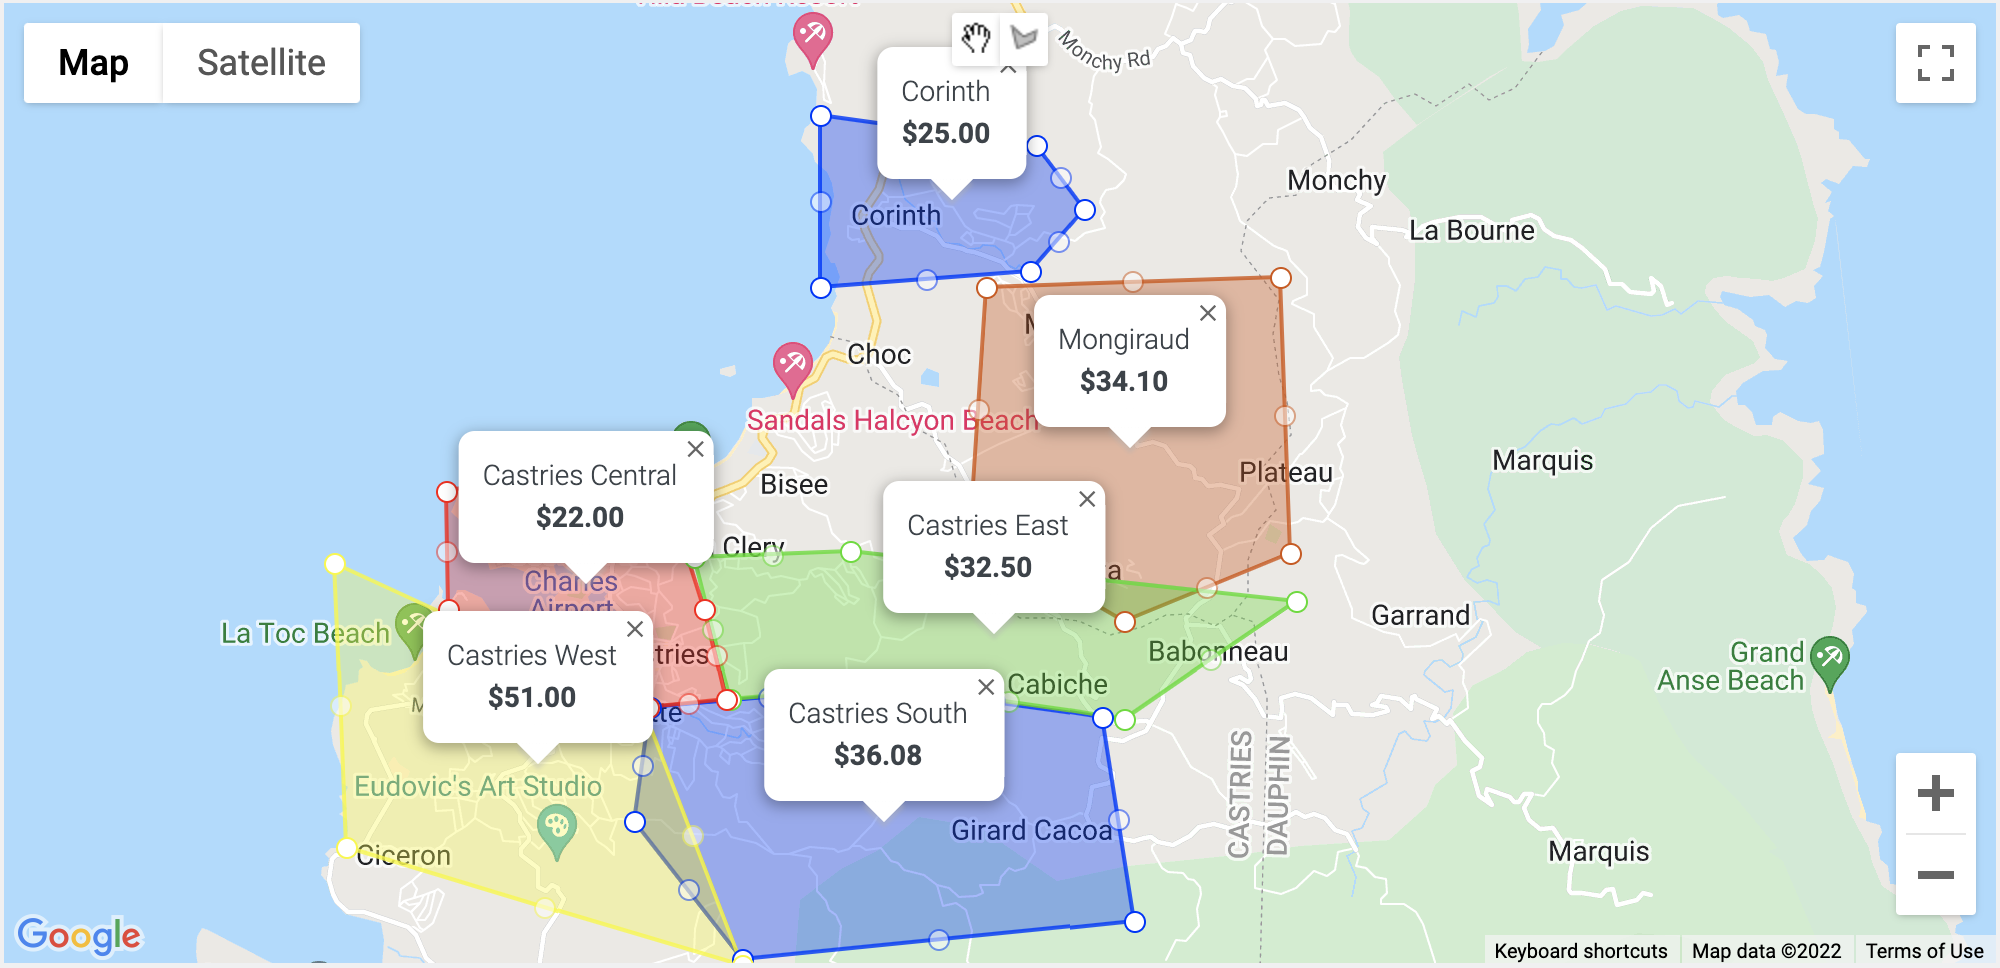 Map
Satellite
Monchy Rd
Corinth
$25.00
Corinth
Monchy
La Bourne
Mongiraud
$34.10
Choc
Sandals Halcyon Beach
Plateau
Marquis
Castries Central
$22.00
Bisee
Castries East
$32.50
Clery
Charles
Airport
La Toc Beach
Garrand
Castries West
$51.00
Babonneau
Grand
Anse Beach
Cabiche
Castries South
$36.08
CASTRIES
DAUPHIN
Eudovic's Art Studio
Girard Cacoa
Ciceron
Marquis
Google
Keyboard shortcuts
Map data ©2022
Terms of Use